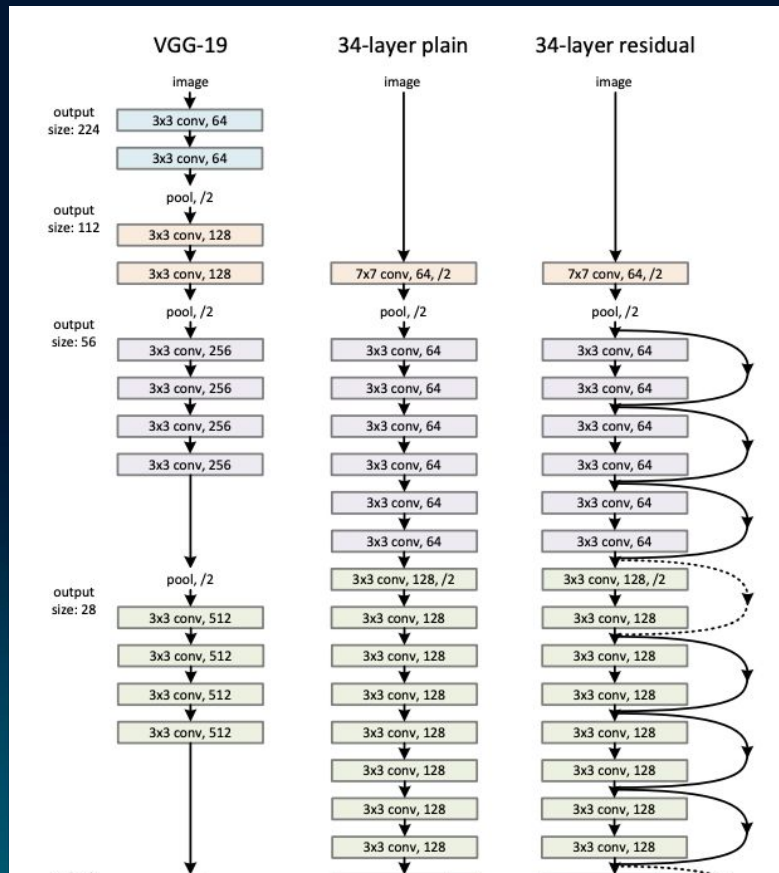 VGG-19
34-layer plain
34-layer residual
image
image
image
output
size: 224
3x3 conv, 64
3x3 conv, 64
pool, /2
output
size: 112
3x3 conv, 128
3x3 conv, 128
7x7 conv, 64, /2
7x7 conv, 64, /2
pool, /2
pool, /2
pool, /2
output
size: 56
3x3 conv, 256
3x3 conv, 64
3x3 conv, 64
3x3 conv, 256
3x3 conv, 64
3x3 conv, 64
3x3 conv, 256
3x3 conv, 64
3x3 conv, 64
3x3 conv, 256
3x3 conv, 64
3x3 conv, 64
3x3 conv, 64
3x3 conv, 64
3x3 conv, 64
3x3 conv, 64
pool, /2
3x3 conv, 128, /2
3x3 conv, 128, /2
output
size: 28
3x3 conv, 512
3x3 conv, 128
3x3 conv, 128
3x3 conv, 512
3x3 conv, 128
3x3 conv, 128
3x3 conv, 512
3x3 conv, 128
3x3 conv, 128
3x3 conv, 512
3x3 conv, 128
3x3 conv, 128
3x3 conv, 128
3x3 conv, 128
3x3 conv, 128
3x3 conv, 128
3x3 conv, 128
3x3 conv, 128